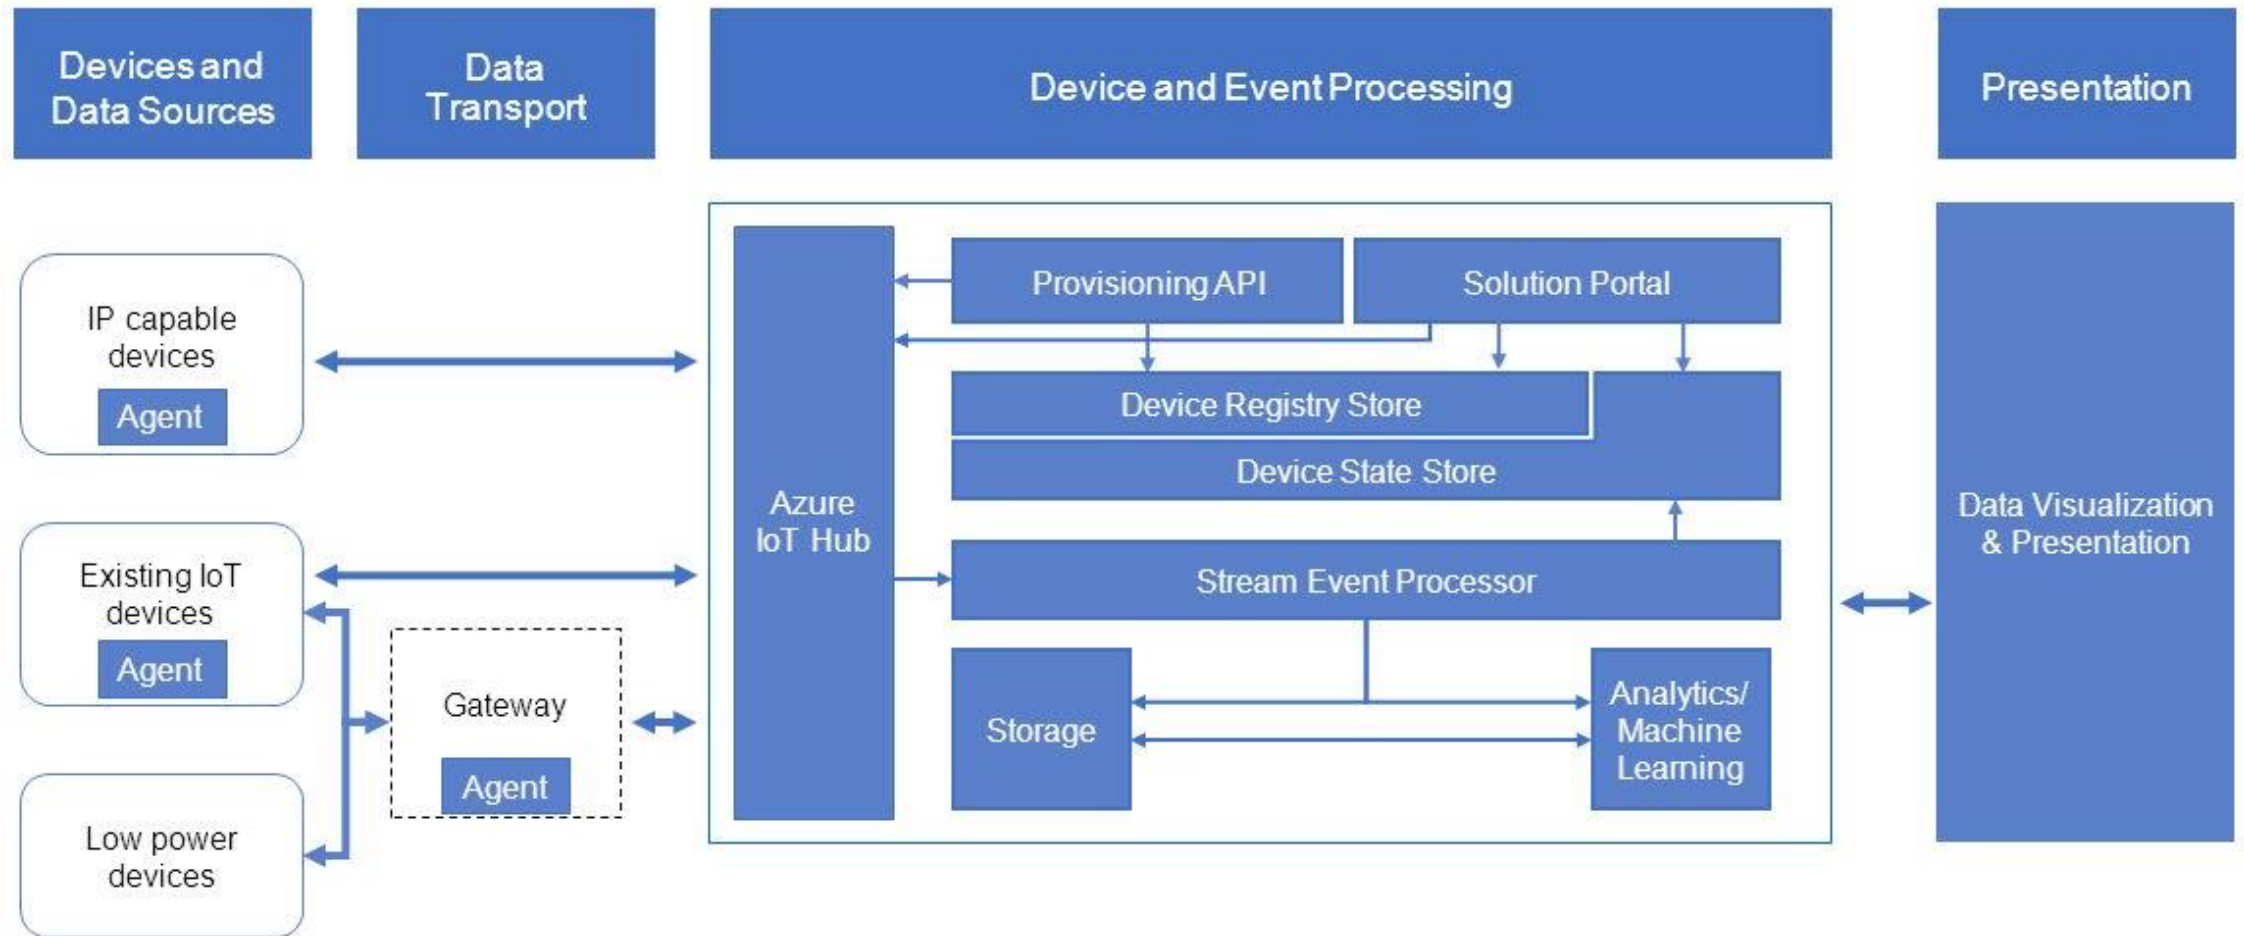 Devices and
Data Sources
Data
Transport
Device and Event Processing
Presentation
IP capable
devices
Agent
Existing IoT
devices
Agent
Low power
devices
Gateway
Agent
Azure
IoT Hub
Provisioning API
Solution Portal
Device Registry Store
Device State Store
Stream Event Processor
Storage
Analytics/
Machine
Learning
Data Visualization
& Presentation